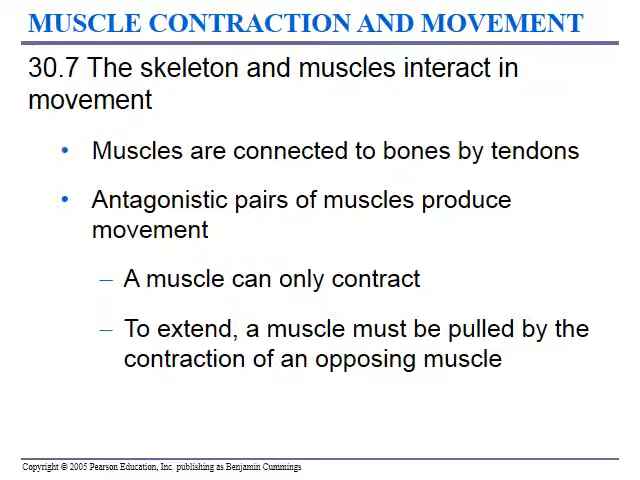 MUSCLE CONTRACTION AND MOVEMENT
30.7 The skeleton and muscles interact in
movement
• Muscles are connected to bones by tendons
• Antagonistic pairs of muscles produce
movement
– A muscle can only contract
– To extend, a muscle must be pulled by the
contraction of an opposing muscle
Copyright © 2005 Pearson Education, Inc. publishing as Benjamin Cummings